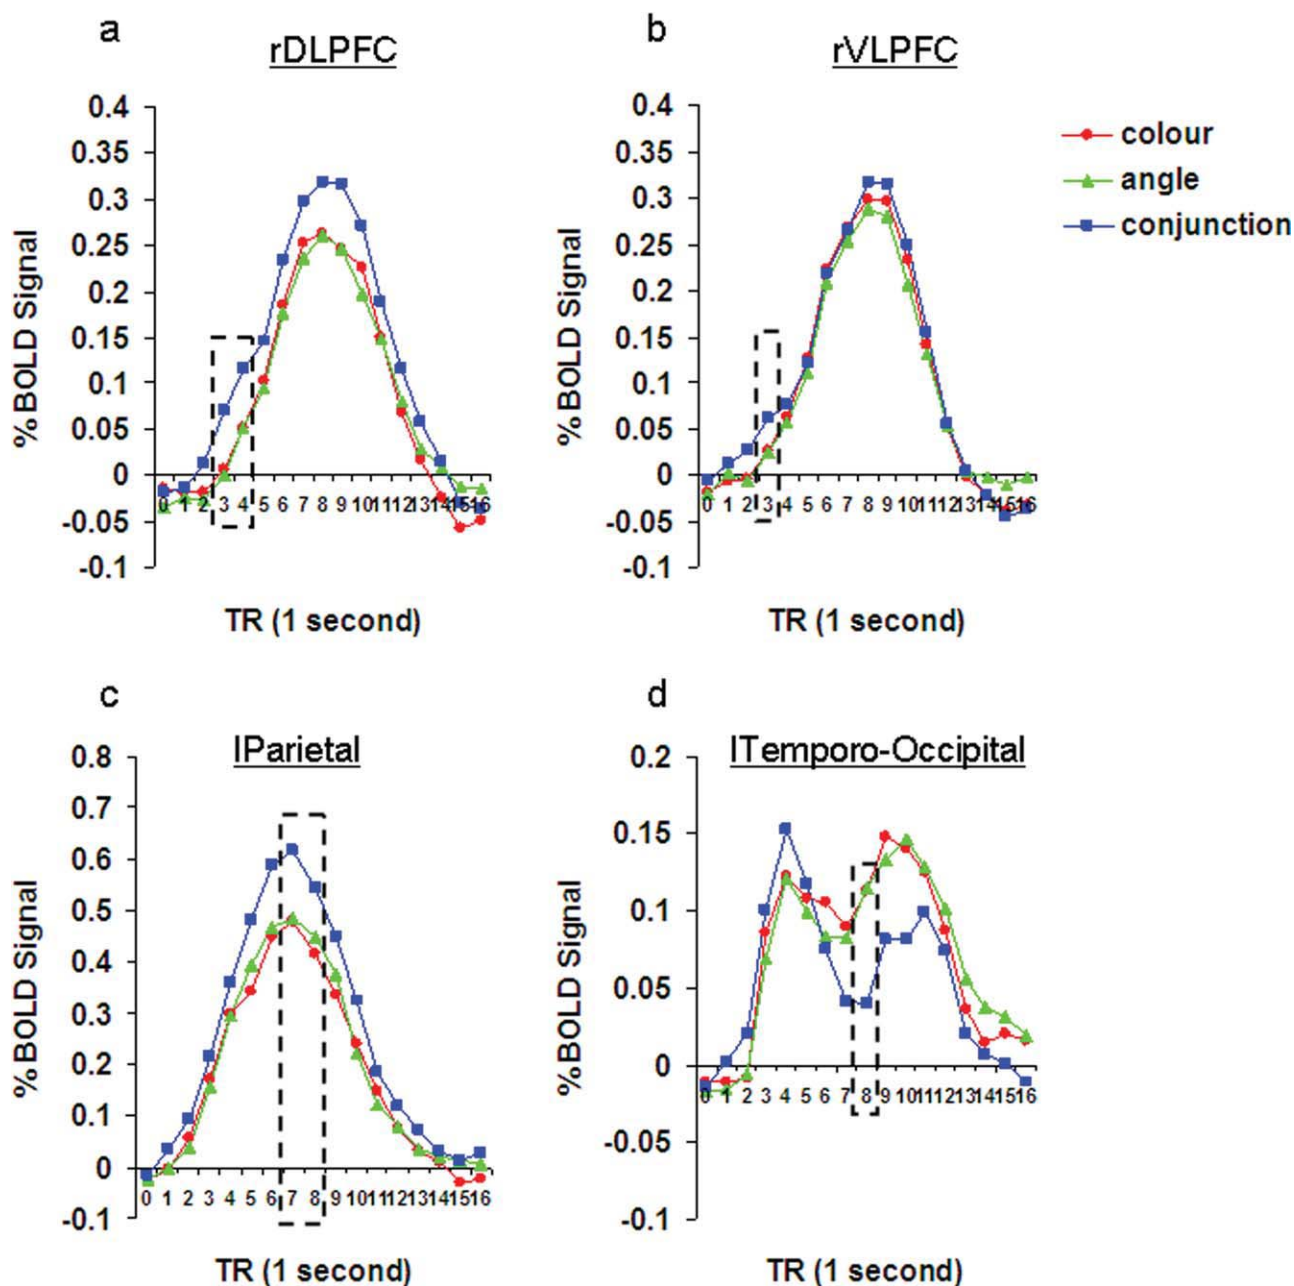 a
rDLPFC
0.4
0.35
0.3
0.25
0.2
0.15
0.1
0.05
0
-0.05
-0.1
%BOLD Signal
0 1 2 3 4 5 6 7 8 9 10 11 12 13 14 15 16
TR (1 second)
b
rVLPFC
0.4
0.35
0.3
0.25
0.2
0.15
0.1
0.05
0
-0.05
-0.1
%BOLD Signal
0 1 2 3 4 5 6 7 8 9 10 11 12 13 14 15 16
TR (1 second)
colour
angle
conjunction
c
lParietal
0.8
0.7
0.6
0.5
0.4
0.3
0.2
0.1
0
-0.1
%BOLD Signal
0 1 2 3 4 5 6 7 8 9 10 11 12 13 14 15 16
TR (1 second)
d
lTemporo-Occipital
0.2
0.15
0.1
0.05
0
-0.05
-0.1
%BOLD Signal
0 1 2 3 4 5 6 7 8 9 10 11 12 13 14 15 16
TR (1 second)